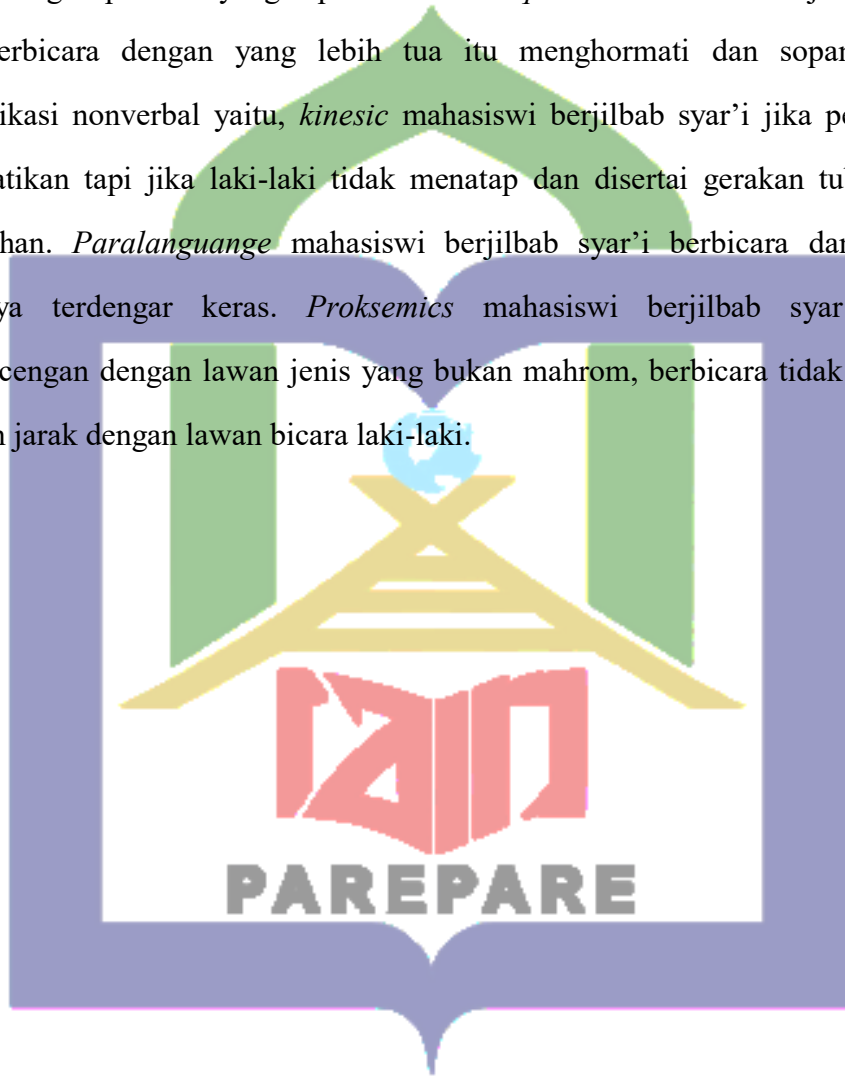 berbicara dengan yang lebih tua itu menghormati dan sopan
ikasi nonverbal yaitu, kinesic mahasiswi berjilbab syar’i jika pe
atikan tapi jika laki-laki tidak menatap dan disertai gerakan tu
han. Paralanguange mahasiswi berjilbab syar’i berbicara dan
ya terdengar keras. Proksemics mahasiswi berjilbab syar
cengan dengan lawan jenis yang bukan mahrom, berbicara tidak
n jarak dengan lawan bicara laki-laki.
iain
PAREPARE